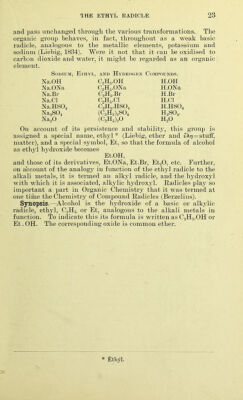 THE ETHYL RADICLE 23
and pass unchanged through the various transformations. The
organic group behaves, in fact, throughout as a weak basic
radicle, analogous to the metallic elements, potassium and
sodium (Liebig, 1834). Were it not that it can be oxidised to
carbon dioxide and water, it might be regarded as an organic
element.
SODIUM, ETHYL, AND HYDROGEN COMPOUNDS.
Na.OH C₂H₅.OH H.OH
Na.ONa C₂H₅.ONa H.ONa
Na.Br C₂H₅.Br H.Br
Na.Cl C₂H₅.Cl H.Cl
Na.HSO₄ C₂H₅.HSO₄ H.HSO₄
Na₂SO₄ (C₂H₅)₂SO₄ H₂SO₄
Na₂O (C₂H₅)₂O H₂O
On account of its persistence and stability, this group is
assigned a special name, ethyl * (Liebig, ether and ὕλη=stuff,
matter), and a special symbol, Et, so that the formula of alcohol
as ethyl hydroxide becomes
Et.OH,
and those of its derivatives, Et.ONa, Et.Br, Et₂O, etc. Further,
on account of the analogy in function of the ethyl radicle to the
alkali metals, it is termed an alkyl radicle, and the hydroxyl
with which it is associated, alkylic hydroxyl. Radicles play so
important a part in Organic Chemistry that it was termed at
one time the Chemistry of Compound Radicles (Berzelius).
Synopsis.—Alcohol is the hydroxide of a basic or alkylic
radicle, ethyl, C₂H₅ or Et, analogous to the alkali metals in
function. To indicate this its formula is written as C₂H₅.OH or
Et.OH. The corresponding oxide is common ether.
* Ethyl.